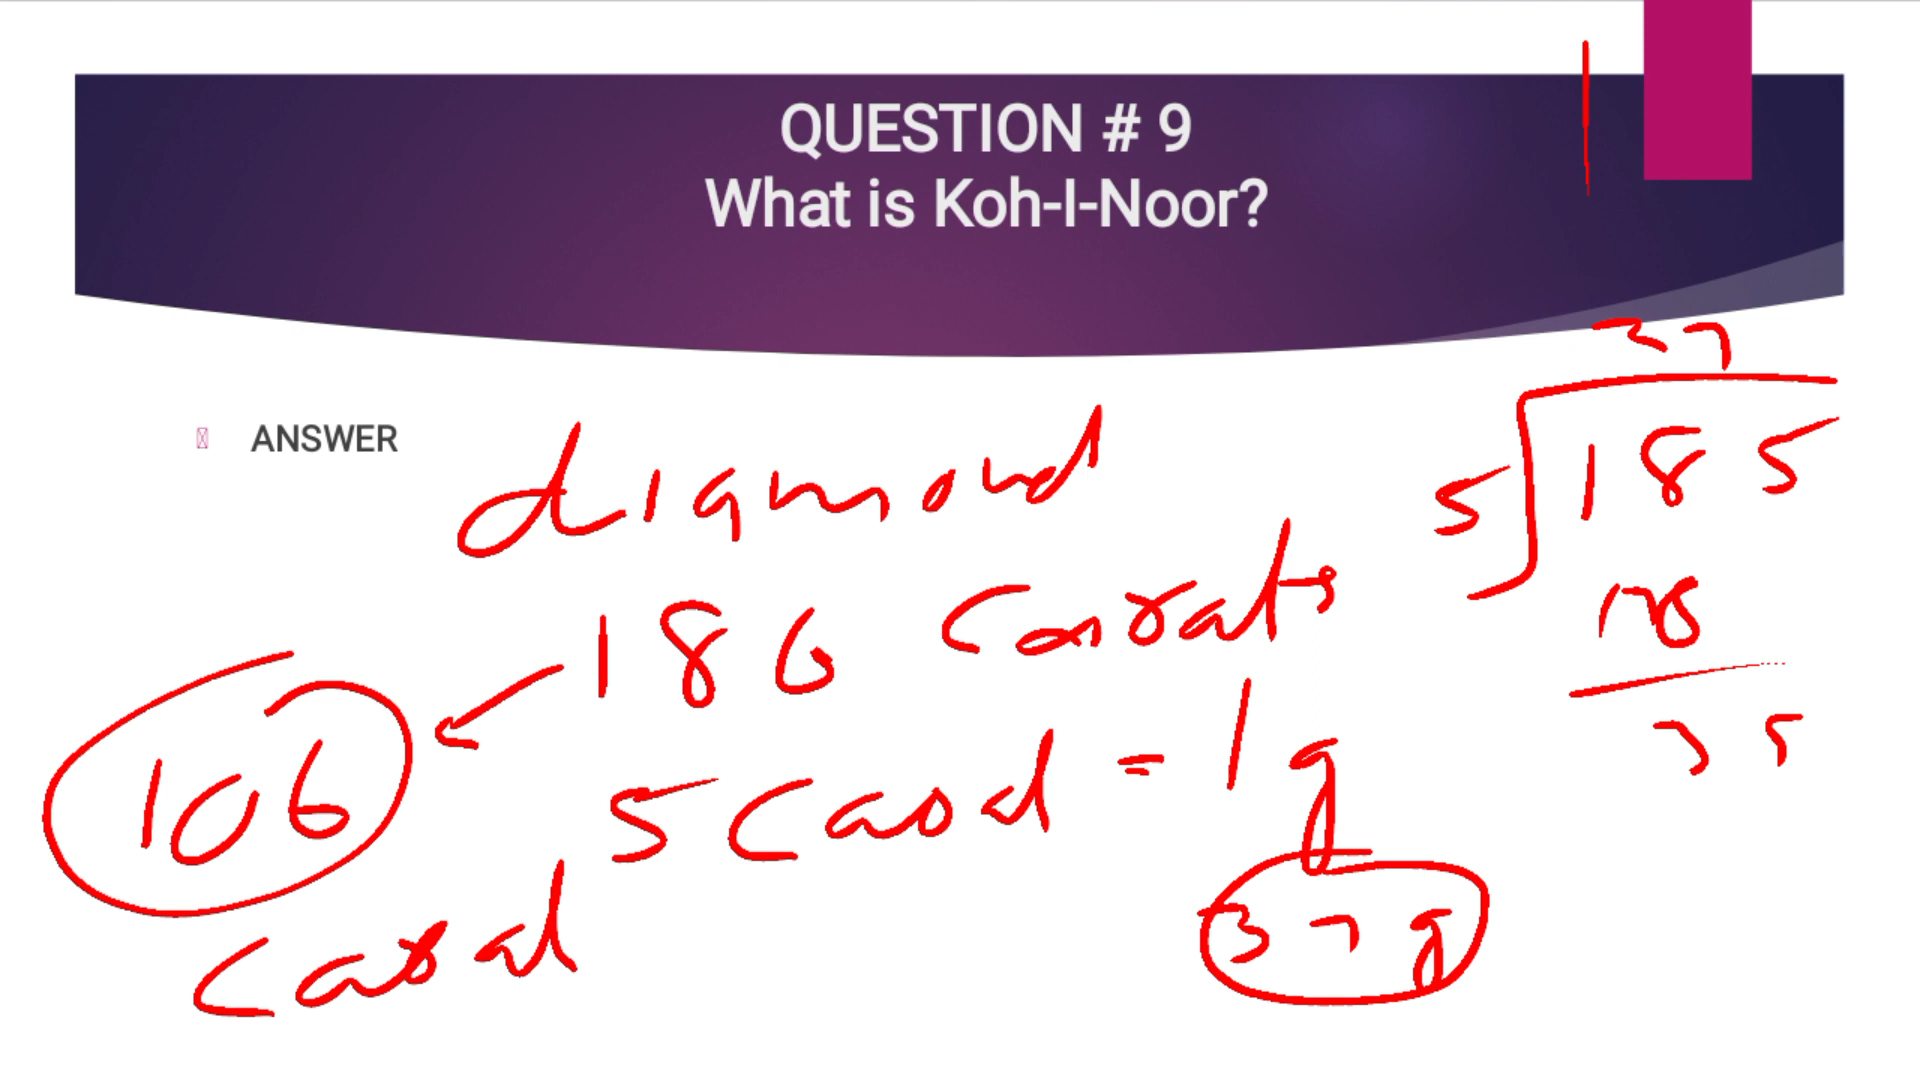 QUESTION # 9
What is Koh-I-Noor?
ANSWER
diamond
186 carats
5 carat = 1g
37g
106
carat
37
5 185
35